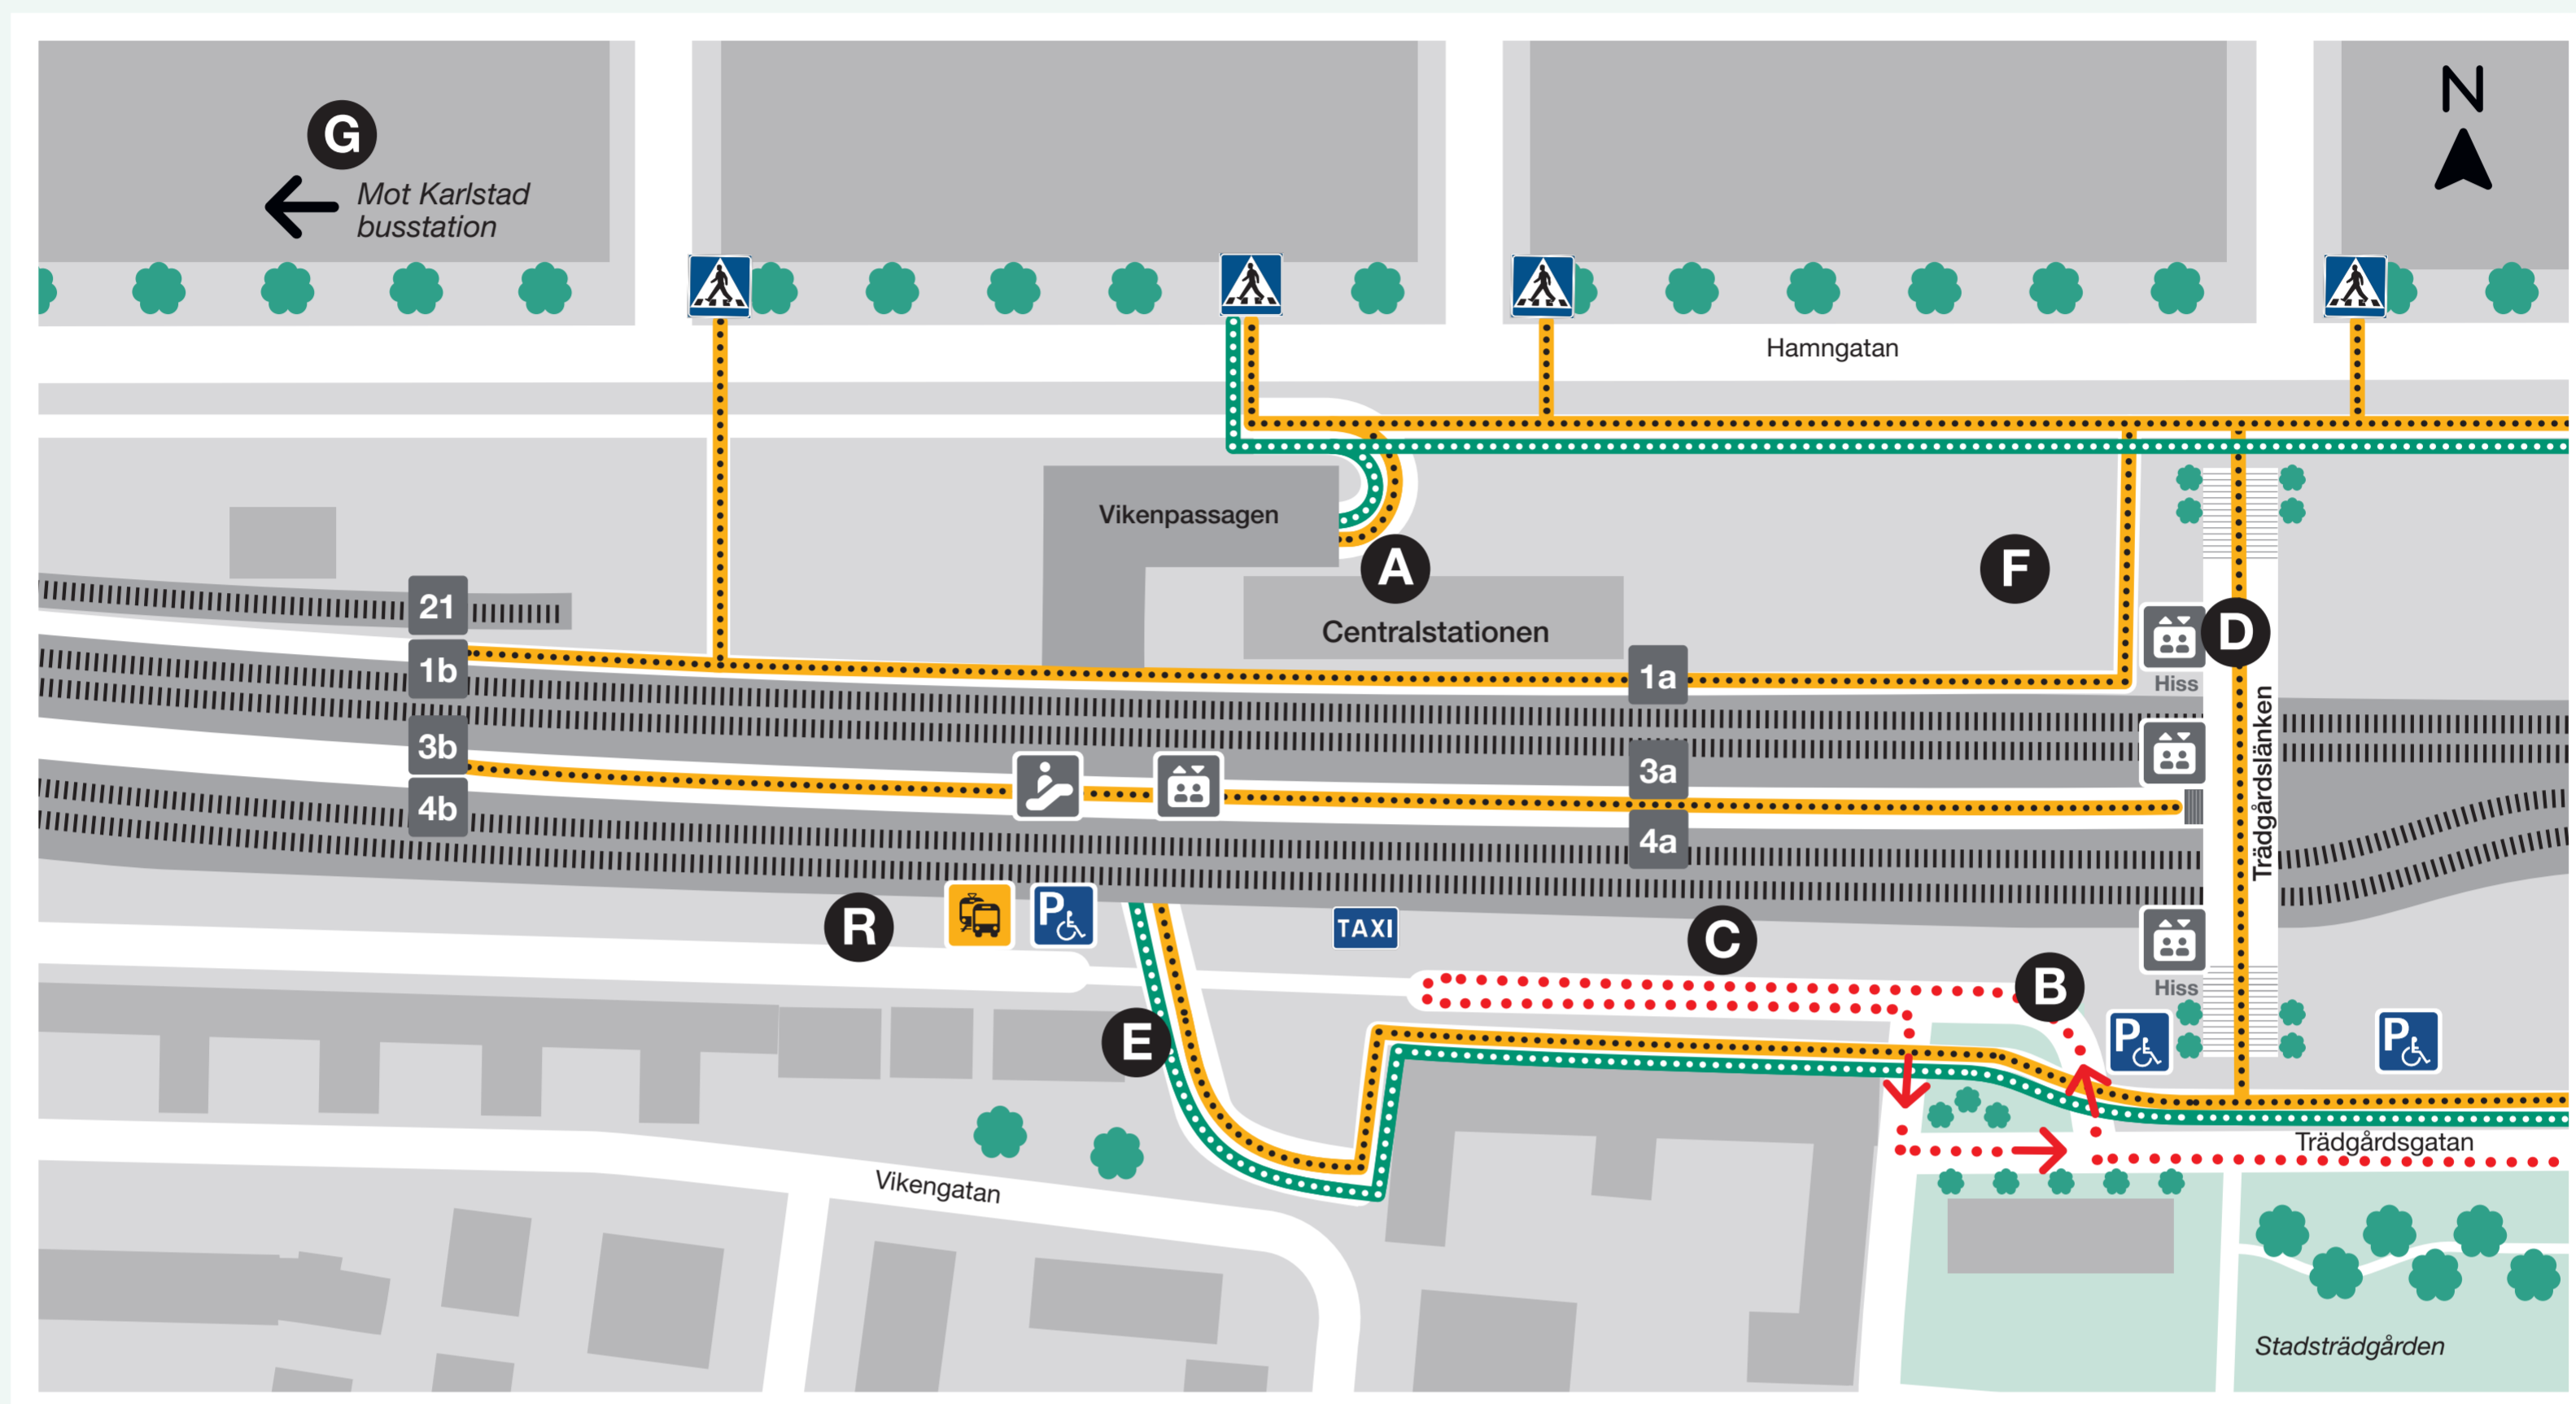 N
G
Mot Karlstad
busstation
Hamngatan
Vikenpassagen
A
F
21
Centralstationen
D
1b
1a
Hiss
3b
3a
Trädgårdslänken
4b
4a
R
P
TAXI
C
B
Hiss
E
P
P
Trädgårdsgatan
Vikengatan
Stadsträdgården